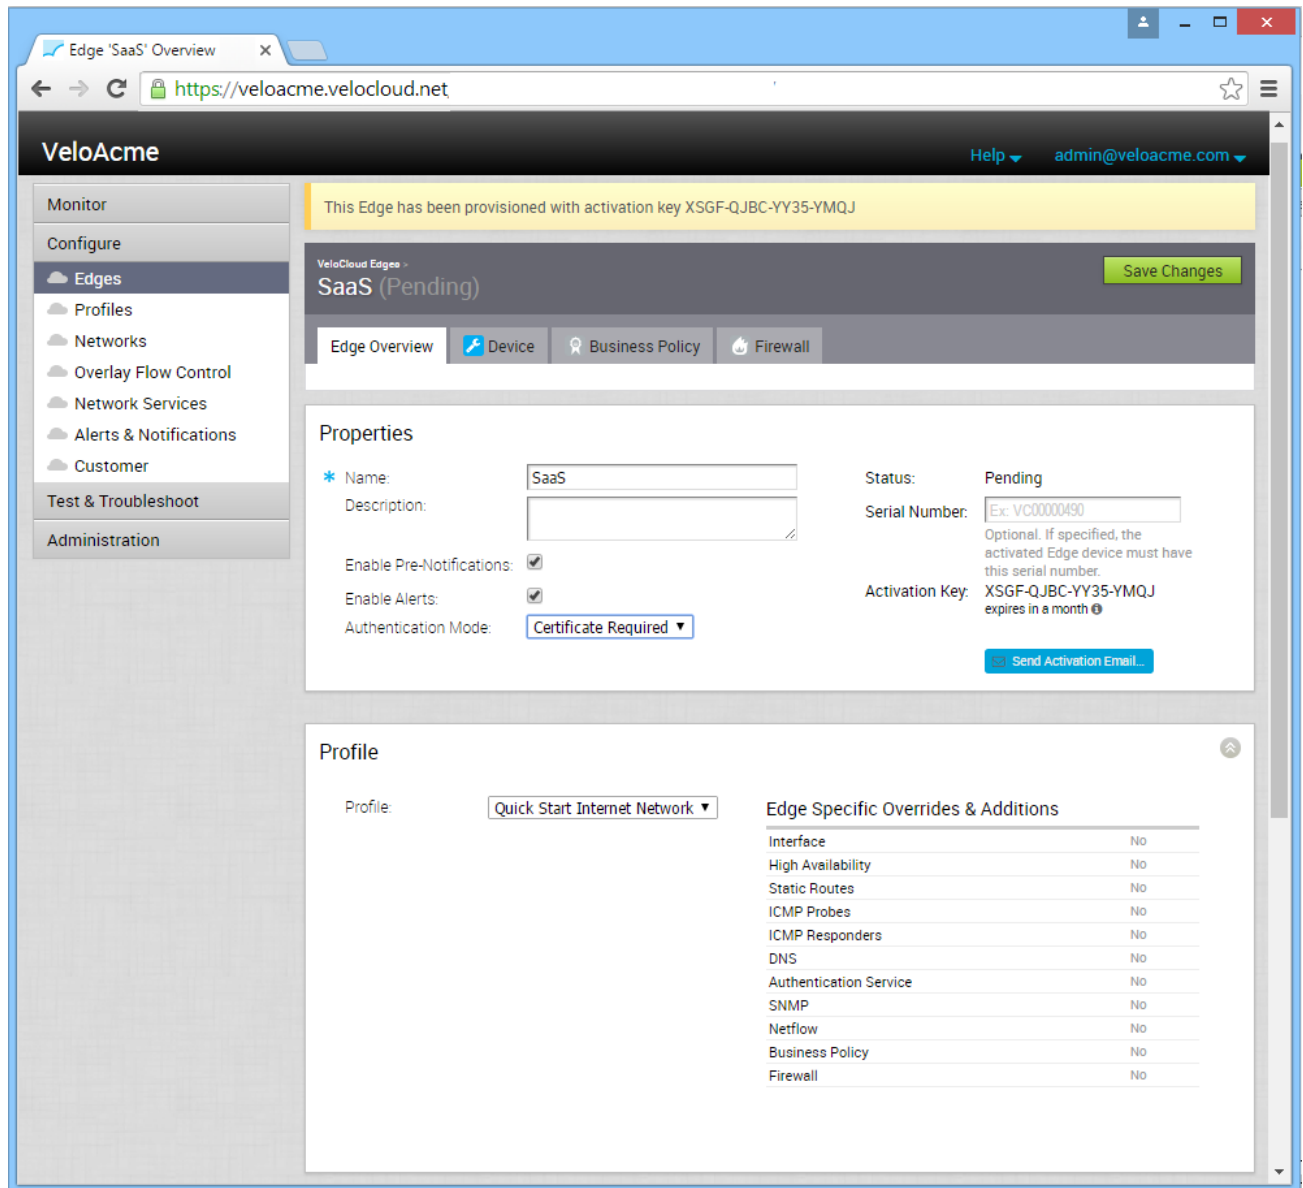 Edge 'SaaS' Overview
https://veloacme.velocloud.net
VeloAcme
Help
admin@veloacme.com
Monitor
Configure
Edges
Profiles
Networks
Overlay Flow Control
Network Services
Alerts & Notifications
Customer
Test & Troubleshoot
Administration
This Edge has been provisioned with activation key XSGF-QJBC-YY35-YMQJ
VeloCloud Edges >
SaaS (Pending)
Save Changes
Edge Overview
Device
Business Policy
Firewall
Properties
* Name: SaaS
Description:
Enable Pre-Notifications:
Enable Alerts:
Authentication Mode: Certificate Required
Status: Pending
Serial Number: Ex: VC00000490
Optional. If specified, the
activated Edge device must have
this serial number.
Activation Key: XSGF-QJBC-YY35-YMQJ
expires in a month
Send Activation Email...
Profile
Profile: Quick Start Internet Network
Edge Specific Overrides & Additions
Interface No
High Availability No
Static Routes No
ICMP Probes No
ICMP Responders No
DNS No
Authentication Service No
SNMP No
Netflow No
Business Policy No
Firewall No